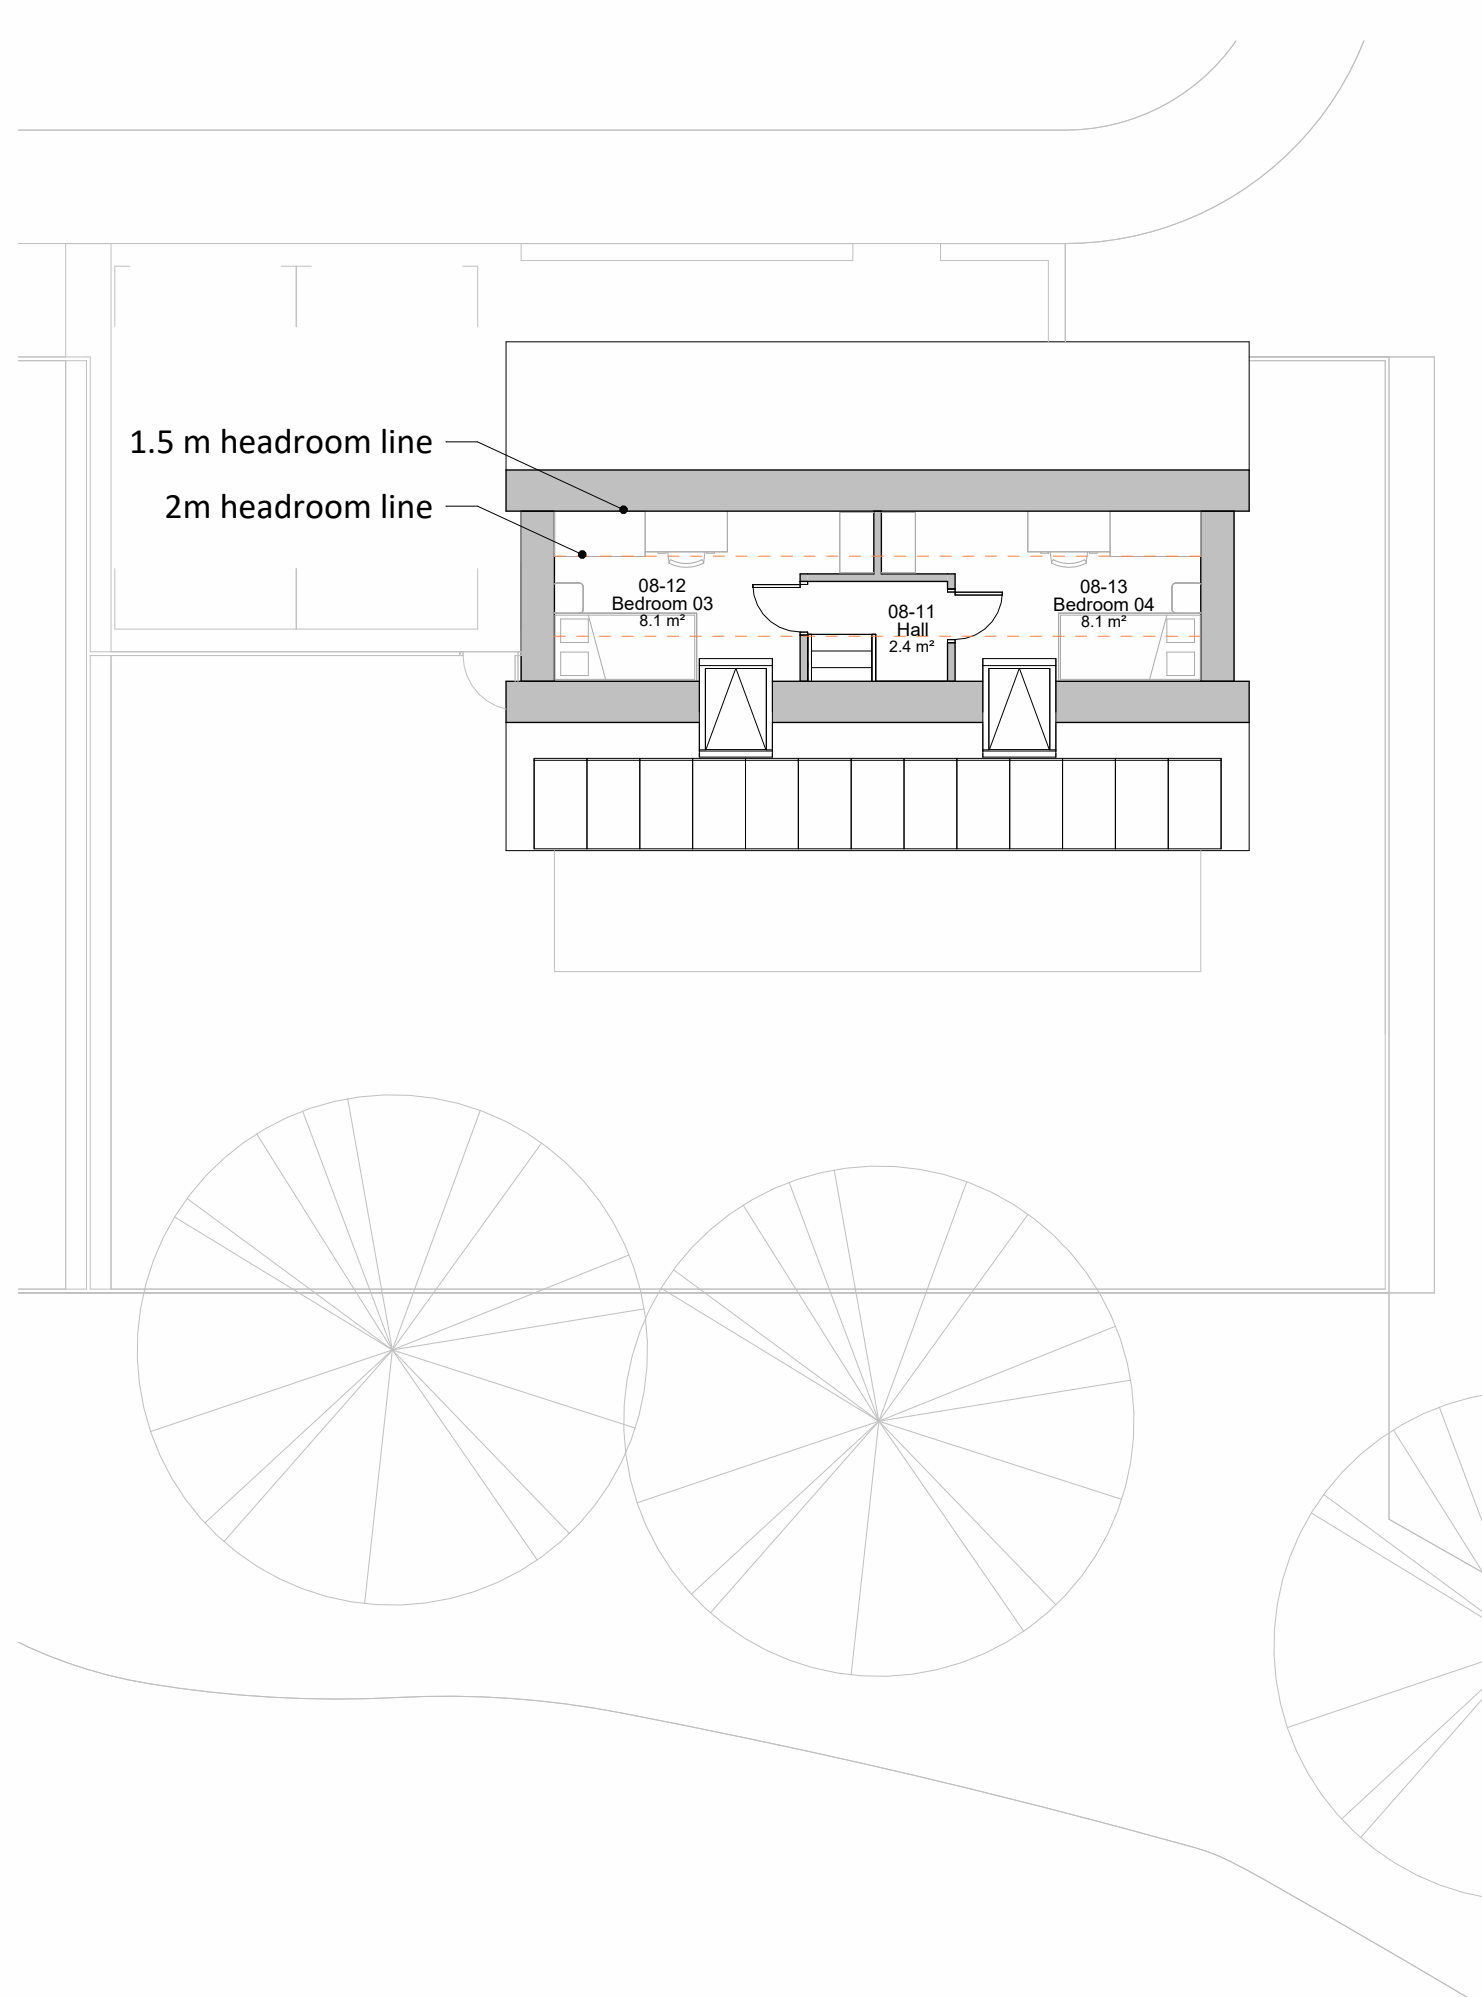 1.5 m headroom line
2m headroom line
08-12
Bedroom 03
8.1 m²
08-11
Hall
2.4 m²
08-13
Bedroom 04
8.1 m²